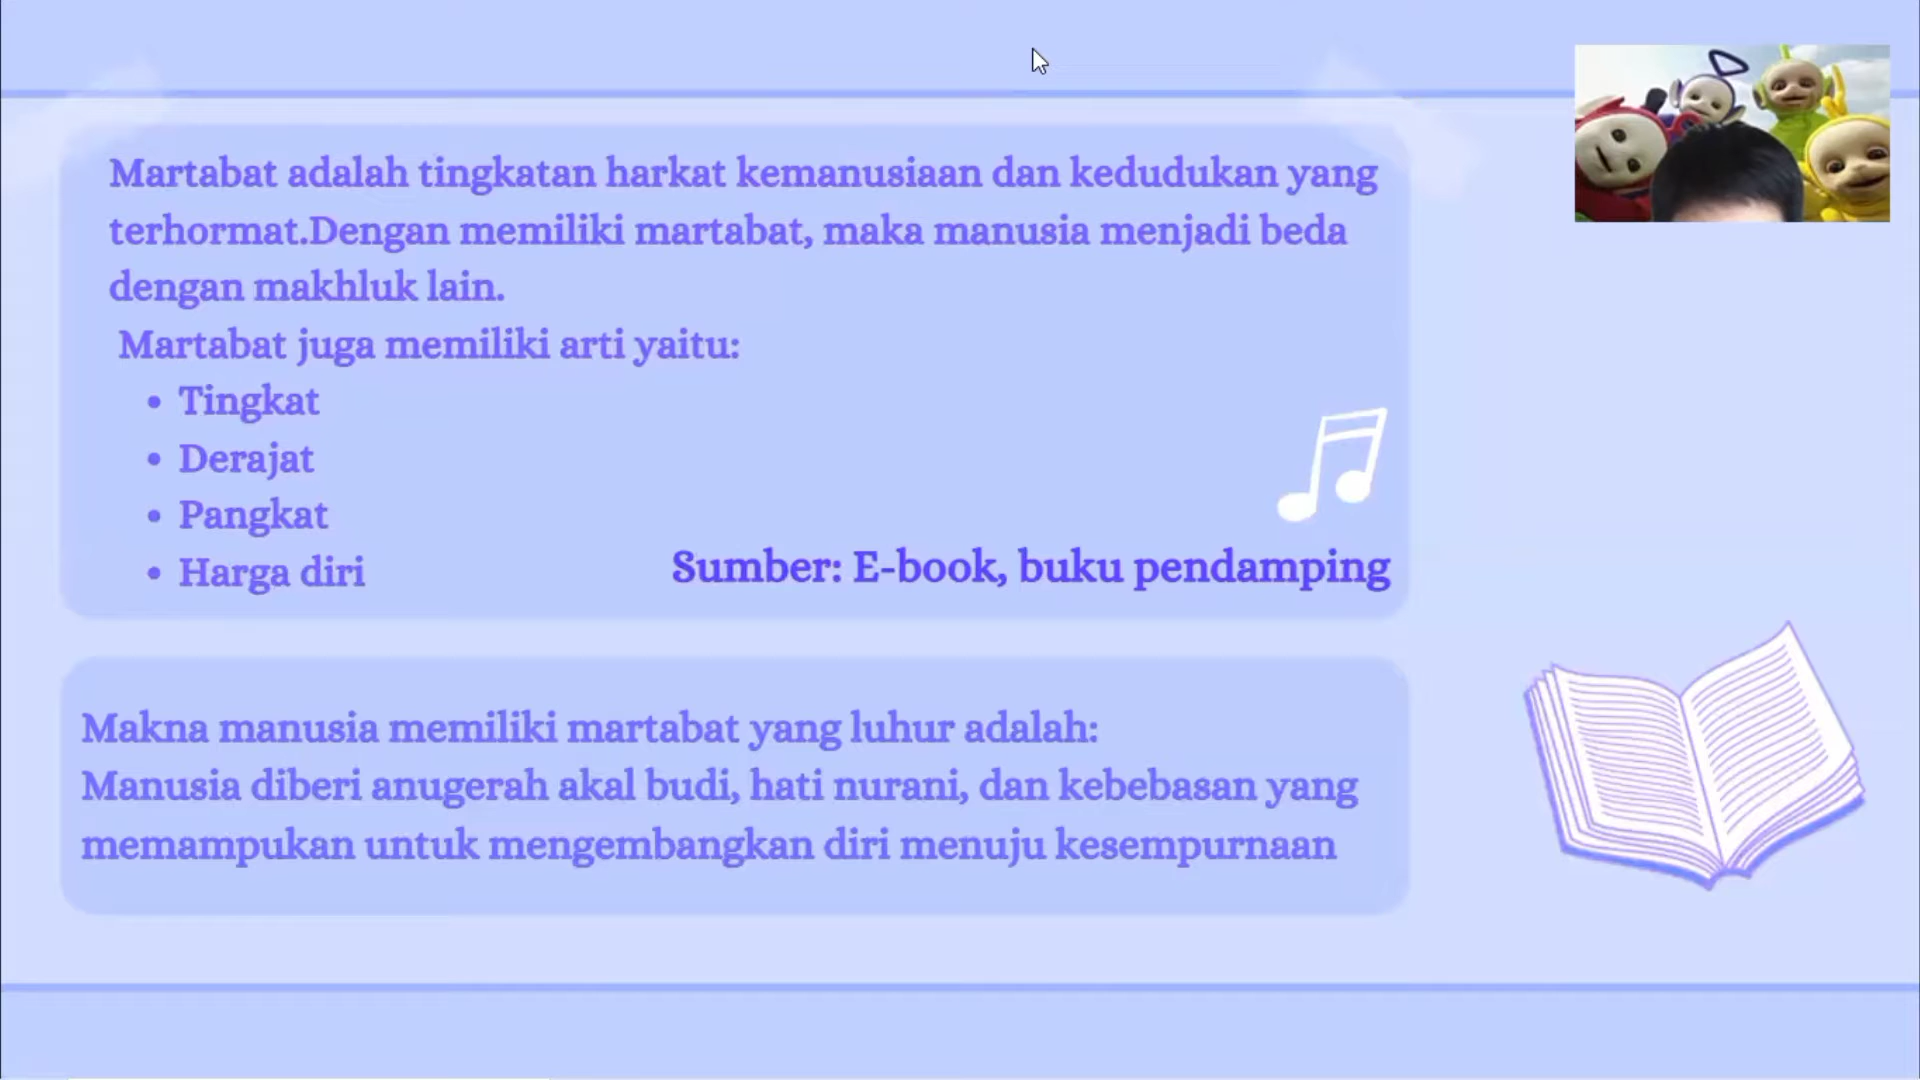 Martabat adalah tingkatan harkat kemanusiaan dan kedudukan yang
terhormat.Dengan memiliki martabat, maka manusia menjadi beda
dengan makhluk lain.
Martabat juga memiliki arti yaitu:
• Tingkat
• Derajat
• Pangkat
• Harga diri
Sumber: E-book, buku pendamping
Makna manusia memiliki martabat yang luhur adalah:
Manusia diberi anugerah akal budi, hati nurani, dan kebebasan yang
memampukan untuk mengembangkan diri menuju kesempurnaan